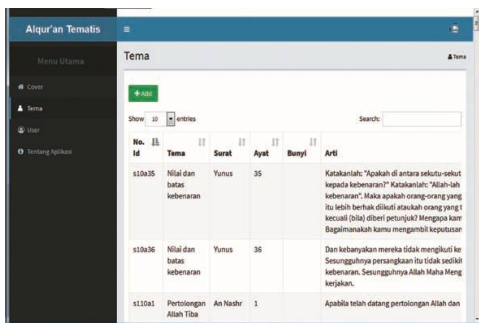 Alqur'an Tematis
Menu Utama
Cover
Tema
User
Tentang Aplikasi
Tema
Tema
+ Add
Show 10 entries
Search:
No. Id Tema Surat Ayat Bunyi Arti
s10a35 Nilai dan batas kebenaran Yunus 35
Katakanlah: "Apakah di antara sekutu-sekut
kepada kebenaran?" Katakanlah: "Allah-lah
kebenaran". Maka apakah orang-orang yang
itu lebih berhak diikuti ataukah orang yang t
kecuali (bila) diberi petunjuk? Mengapa kam
Bagaimanakah kamu mengambil keputusan
s10a36 Nilai dan batas kebenaran Yunus 36
Dan kebanyakan mereka tidak mengikuti ke
Sesungguhnya persangkaan itu tidak sedikit
kebenaran. Sesungguhnya Allah Maha Meng
kerjakan.
s110a1 Pertolongan Allah Tiba An Nashr 1
Apabila telah datang pertolongan Allah dan